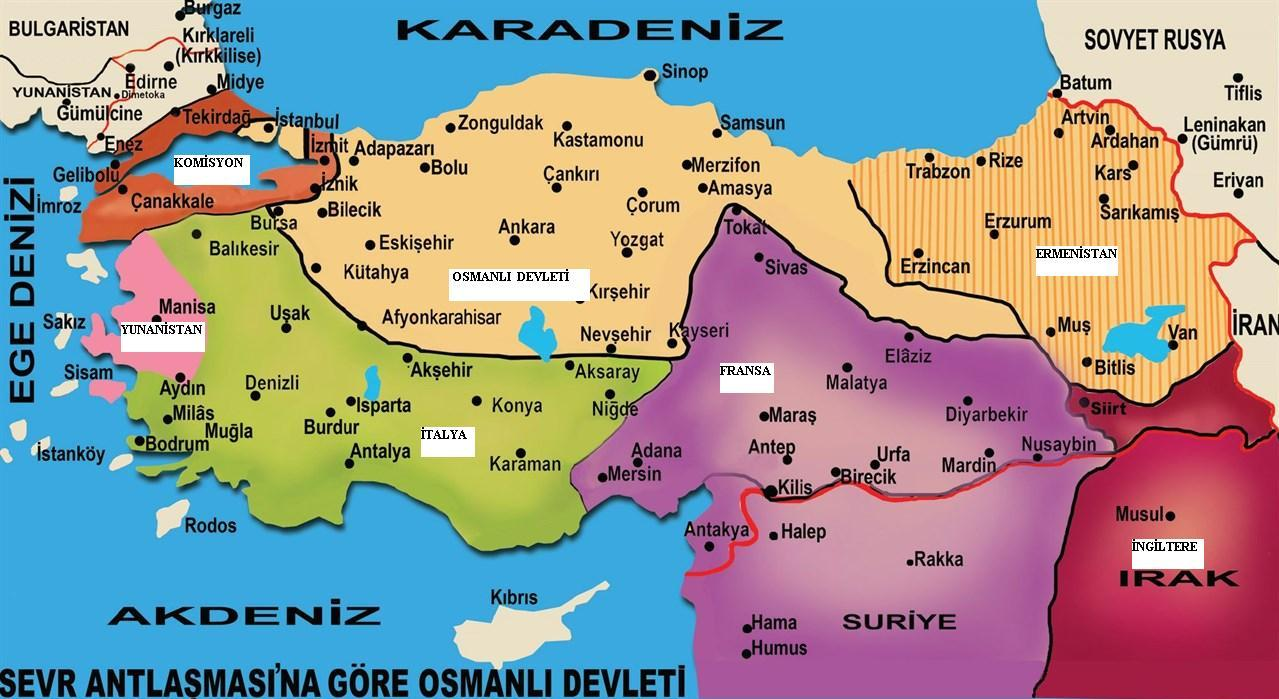 Burgaz
BULGARİSTAN
KARADENİZ
Kırklareli
(Kırkkilise)
SOVYET RUSYA
Edirne
Sinop
Midye
Batum
Tiflis
YUNANİSTAN
Dimetoka
Gümülcine
Tekirdağ
İstanbul
Zonguldak
Kastamonu
Samsun
Artvin
Ardahan
Leninakan
(Gümrü)
Enez
İzmit
Adapazarı
KOMİSYON
Bolu
Merzifon
Trabzon
Rize
Kars
Gelibolu
İznik
Çankırı
Amasya
Erivan
İmroz
Çanakkale
Bilecik
Çorum
Sarıkamış
Bursa
Ankara
Tokat
Erzurum
EGE DENİZİ
Balıkesir
Eskişehir
Yozgat
ERMENİSTAN
Kütahya
OSMANLI DEVLETİ
Sivas
Erzincan
Kırşehir
Manisa
Uşak
Afyonkarahisar
Sakız
YUNANİSTAN
Nevşehir
Kayseri
Muş
Van
İRAN
Elâziz
Sisam
Akşehir
Aksaray
FRANSA
Bitlis
Aydın
Denizli
Malatya
Isparta
Konya
Niğde
Milâs
Burdur
Maraş
Diyarbekir
Siirt
Muğla
İTALYA
Bodrum
Antalya
Adana
Antep
Urfa
Nusaybin
İstanköy
Karaman
Mersin
Birecik
Mardin
Kilis
Rodos
Antakya
Halep
Musul
İNGİLTERE
Rakka
IRAK
Kıbrıs
AKDENİZ
Hama
SURİYE
Humus
SEVR ANTLAŞMASI'NA GÖRE OSMANLI DEVLETİ